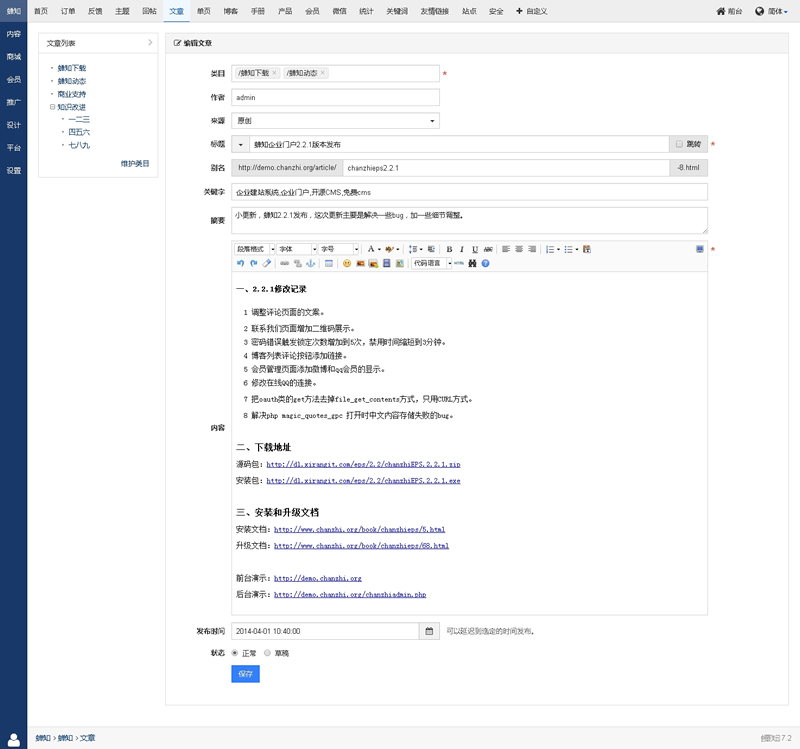 蝉知 首页 订单 反馈 主题 回帖 文章 单页 博客 手册 产品 会员 微信 统计 关键词 友情链接 站点 安全 自定义 前台 简体
内容
商城
会员
推广
设计
平台
设置
文章列表
蝉知下载
蝉知动态
商业支持
知识改进
一二三
四五六
七八九
维护类目
编辑文章
类目 /蝉知下载 × /蝉知动态 × *
作者 admin
来源 原创
标题 蝉知企业门户2.2.1版本发布 跳转 *
别名 http://demo.chanzhi.org/article/ chanzhieps2.2.1 -8.html
关键字 企业建站系统,企业门户,开源CMS,免费cms
摘要 小更新，蝉知2.2.1发布，这次更新主要是解决一些bug，加一些细节调整。
段落格式 字体 字号 A B I U ABC *
代码语言 HTML
内容
一、2.2.1修改记录
1 调整评论页面的文案。
2 联系我们页面增加二维码展示。
3 密码错误触发锁定次数增加到5次，禁用时间缩短到3分钟。
4 博客列表评论按钮添加链接。
5 会员管理页面添加微博和qq会员的显示。
6 修改在线QQ的连接。
7 把oauth类的get方法去掉file_get_contents方式，只用CURL方式。
8 解决php magic_quotes_gpc 打开时中文内容存储失败的bug。
二、下载地址
源码包：http://dl.xirangit.com/eps/2.2/chanzhiEPS.2.2.1.zip
安装包：http://dl.xirangit.com/eps/2.2/chanzhiEPS.2.2.1.exe
三、安装和升级文档
安装文档：http://www.chanzhi.org/book/chanzhieps/5.html
升级文档：http://www.chanzhi.org/book/chanzhieps/68.html
前台演示：http://demo.chanzhi.org
后台演示：http://demo.chanzhi.org/chanzhiadmin.php
发布时间 2014-04-01 10:40:00 可以延迟到选定的时间发布。
状态 正常 草稿
保存
蝉知 › 蝉知 › 文章
7.2